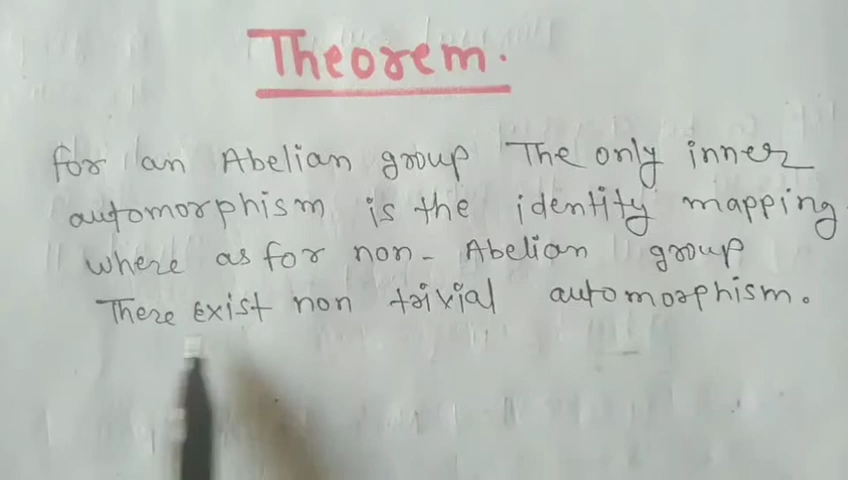 Theorem.
for an Abelian group The only inner
automorphism is the identity mapping.
where as for non- Abelian group
There exist non trivial automorphism.